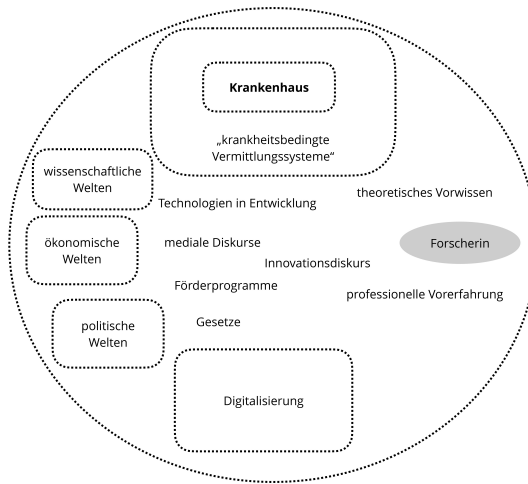 Krankenhaus
„krankheitsbedingte
Vermittlungssysteme“
wissenschaftliche
Welten
theoretisches Vorwissen
Technologien in Entwicklung
ökonomische
Welten
mediale Diskurse
Forscherin
Innovationsdiskurs
Förderprogramme
professionelle Vorerfahrung
politische
Welten
Gesetze
Digitalisierung